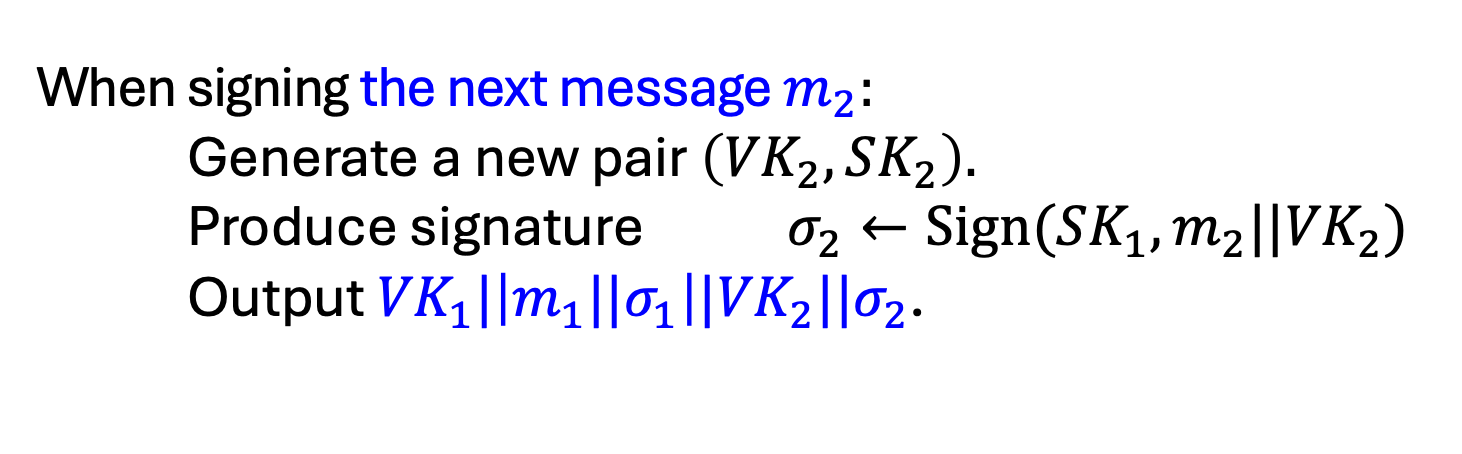 When signing the next message 𝑚₂:
Generate a new pair (𝑉𝐾₂, 𝑆𝐾₂).
Produce signature 𝜎₂ ← Sign(𝑆𝐾₁, 𝑚₂||𝑉𝐾₂)
Output 𝑉𝐾₁||𝑚₁||𝜎₁||𝑉𝐾₂||𝜎₂.